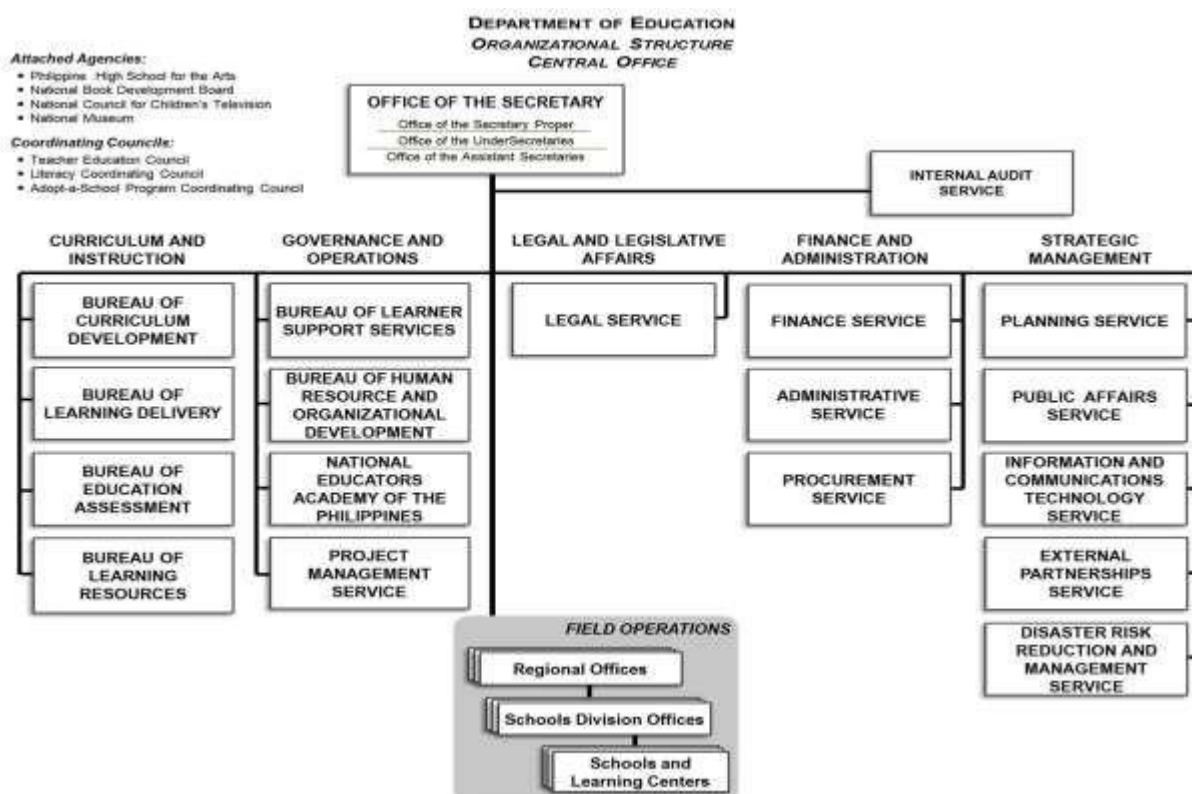 DEPARTMENT OF EDUCATION
ORGANIZATIONAL STRUCTURE
CENTRAL OFFICE
Attached Agencies:
• Philippine High School for the Arts
• National Book Development Board
• National Council for Children's Television
• National Museum
Coordinating Councils:
• Teacher Education Council
• Literacy Coordinating Council
• Adopt-a-School Program Coordinating Council
OFFICE OF THE SECRETARY
Office of the Secretary Proper
Office of the UnderSecretaries
Office of the Assistant Secretaries
INTERNAL AUDIT
SERVICE
CURRICULUM AND
INSTRUCTION
BUREAU OF
CURRICULUM
DEVELOPMENT
BUREAU OF
LEARNING DELIVERY
BUREAU OF
EDUCATION
ASSESSMENT
BUREAU OF
LEARNING
RESOURCES
GOVERNANCE AND
OPERATIONS
BUREAU OF LEARNER
SUPPORT SERVICES
BUREAU OF HUMAN
RESOURCE AND
ORGANIZATIONAL
DEVELOPMENT
NATIONAL
EDUCATORS
ACADEMY OF THE
PHILIPPINES
PROJECT
MANAGEMENT
SERVICE
LEGAL AND LEGISLATIVE
AFFAIRS
LEGAL SERVICE
FINANCE AND
ADMINISTRATION
FINANCE SERVICE
ADMINISTRATIVE
SERVICE
PROCUREMENT
SERVICE
STRATEGIC
MANAGEMENT
PLANNING SERVICE
PUBLIC AFFAIRS
SERVICE
INFORMATION AND
COMMUNICATIONS
TECHNOLOGY
SERVICE
EXTERNAL
PARTNERSHIPS
SERVICE
DISASTER RISK
REDUCTION AND
MANAGEMENT
SERVICE
FIELD OPERATIONS
Regional Offices
Schools Division Offices
Schools and
Learning Centers